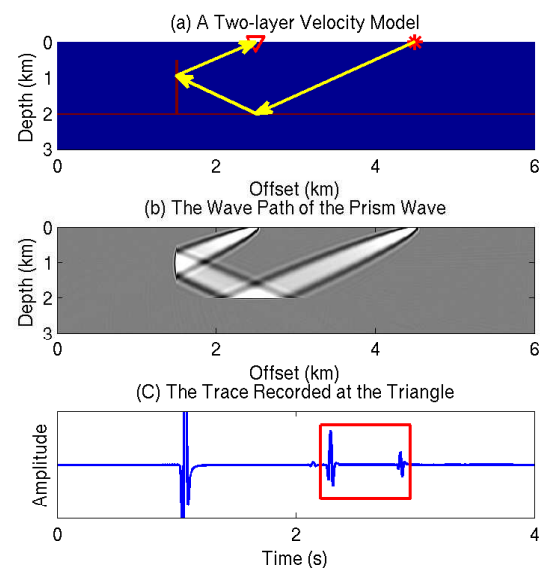 (a) A Two-layer Velocity Model
0
1
2
3
Depth (km)
0 2 4 6
Offset (km)
(b) The Wave Path of the Prism Wave
0
1
2
3
Depth (km)
0 2 4 6
Offset (km)
(C) The Trace Recorded at the Triangle
Amplitude
0 2 4
Time (s)